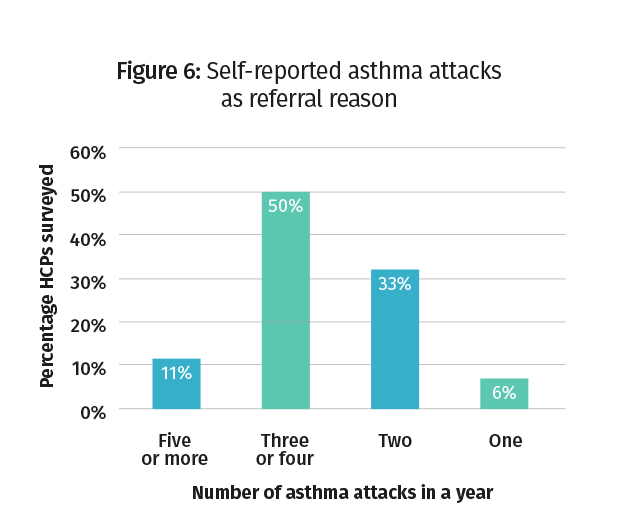 Figure 6: Self-reported asthma attacks
as referral reason
Percentage HCPs surveyed
60%
50%
40%
30%
20%
10%
0%
11%
50%
33%
6%
Five
or more
Three
or four
Two
One
Number of asthma attacks in a year